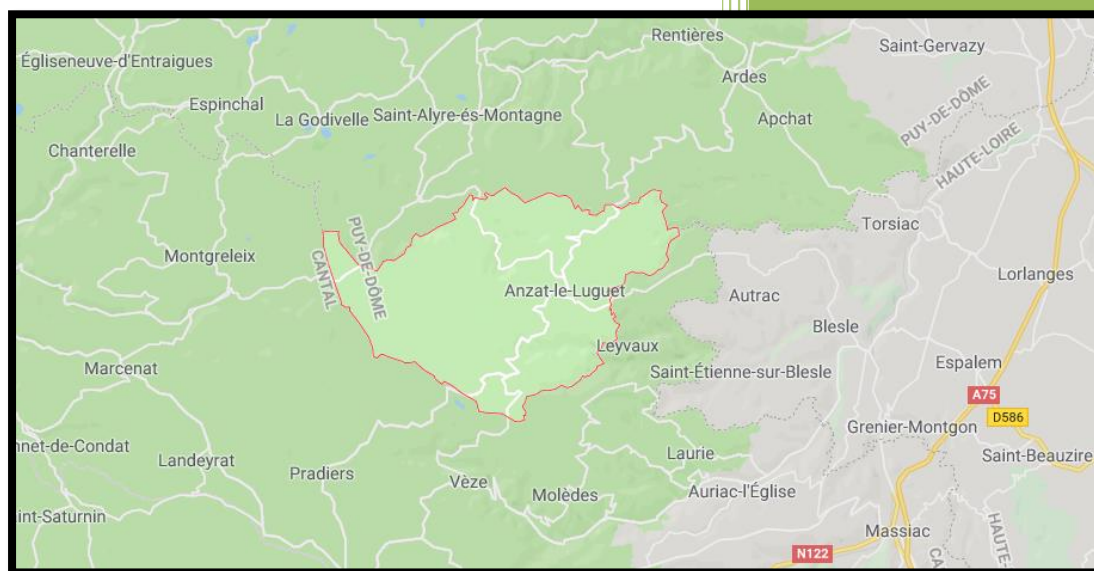 Rentières
Saint-Gervazy
Égliseneuve-d'Entraigues
Ardes
Espinchal
La Godivelle
Saint-Alyre-és-Montagne
Apchat
PUY-DE-DÔME
HAUTE-LOIRE
Chanterelle
Torsiac
PUY-DE-DÔME
CANTAL
Montgreleix
Lorlanges
Anzat-le-Luguet
Autrac
Blesle
Leyvaux
Marcenat
Saint-Étienne-sur-Blesle
Espalem
A75
D586
Grenier-Montgon
nnet-de-Condat
Landeyrat
Pradiers
Laurie
Saint-Beauzire
Vèze
Molèdes
Auriac-l'Église
int-Saturnin
Massiac
N122
CA
HAUTE-